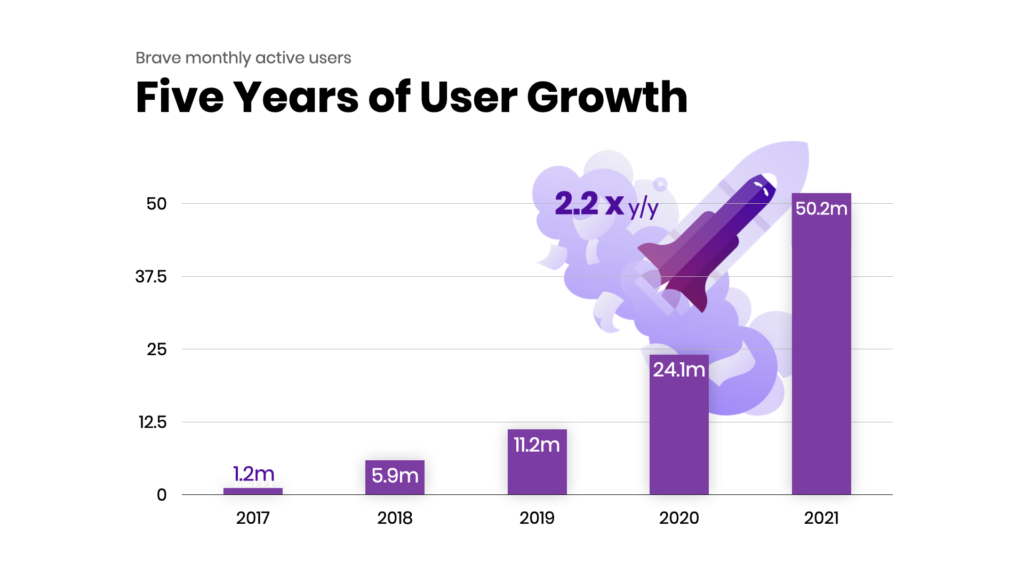 Brave monthly active users
Five Years of User Growth
2.2 x y/y
50
50.2m
37.5
25
24.1m
12.5
11.2m
5.9m
1.2m
0
2017 2018 2019 2020 2021